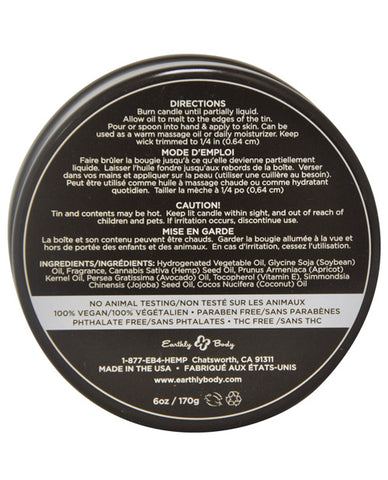 DIRECTIONS
Burn candle until partially liquid.
Allow oil to melt to the edges of the tin.
Pour or spoon into hand & apply to skin. Can be
used as a warm massage oil or daily moisturizer. Keep
wick trimmed to 1/4 in (0.64 cm)
MODE D'EMPLOI
Faire brûler la bougie jusqu'à ce qu'elle devienne partiellement
liquide. Laisser l'huile fondre jusqu'aux rebords de la boîte. Verser
dans vos mains et appliquer sur la peau (utiliser une cuillère au besoin).
Peut être utilisé comme huile à massage chaude ou comme hydratant
quotidien. Tailler la mèche à 1/4 po (0,64 cm)
CAUTION!
Tin and contents may be hot. Keep lit candle within sight, and out of reach
of children and pets. If irritation occurs, discontinue use.
MISE EN GARDE
La boîte et son contenu peuvent être chauds. Garder la bougie allumée à la vue et
hors de portée des enfants et des animaux. En cas d'irritation, cessez l'utilisation.
INGREDIENTS/INGRÉDIENTS: Hydrogenated Vegetable Oil, Glycine Soja (Soybean)
Oil, Fragrance, Cannabis Sativa (Hemp) Seed Oil, Prunus Armeniaca (Apricot)
Kernel Oil, Persea Gratissima (Avocado) Oil, Tocopherol (Vitamin E), Simmondsia
Chinensis (Jojoba) Seed Oil, Cocos Nucifera (Coconut) Oil
NO ANIMAL TESTING/NON TESTÉ SUR LES ANIMAUX
100% VEGAN/100% VÉGÉTALIEN • PARABEN FREE/SANS PARABÈNES
PHTHALATE FREE/SANS PHTALATES • THC FREE/SANS THC
Earthly Body
1-877-EB4-HEMP Chatsworth, CA 91311
MADE IN THE USA • FABRIQUÉ AUX ÉTATS-UNIS
www.earthlybody.com
6oz / 170g